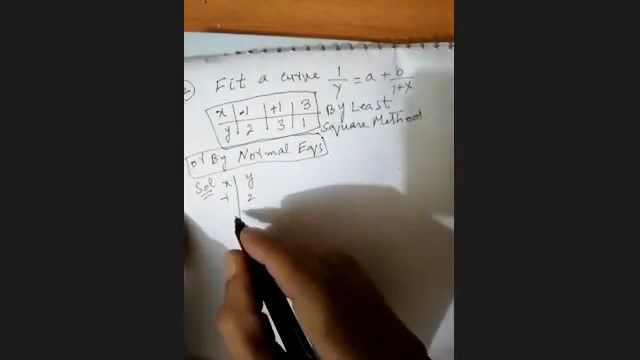 Fit a curve 1/y = a + b/1+x
x | -1 | +1 | 3 By Least
y | 2 | 3 | 1 Square Method
or By Normal Eqs
Sol x | y
-1 | 2